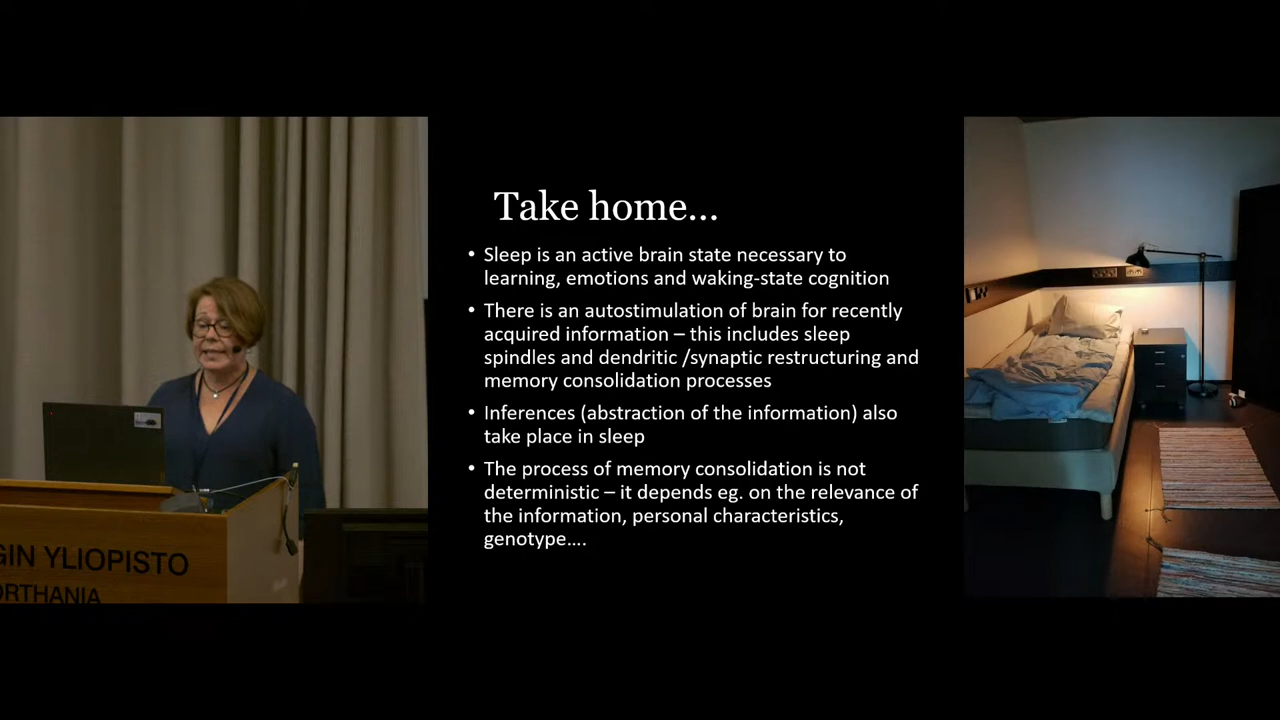 Take home...
• Sleep is an active brain state necessary to
learning, emotions and waking-state cognition
• There is an autostimulation of brain for recently
acquired information – this includes sleep
spindles and dendritic /synaptic restructuring and
memory consolidation processes
• Inferences (abstraction of the information) also
take place in sleep
• The process of memory consolidation is not
deterministic – it depends eg. on the relevance of
the information, personal characteristics,
genotype....
GIN YLIOPISTO
ORTHANIA